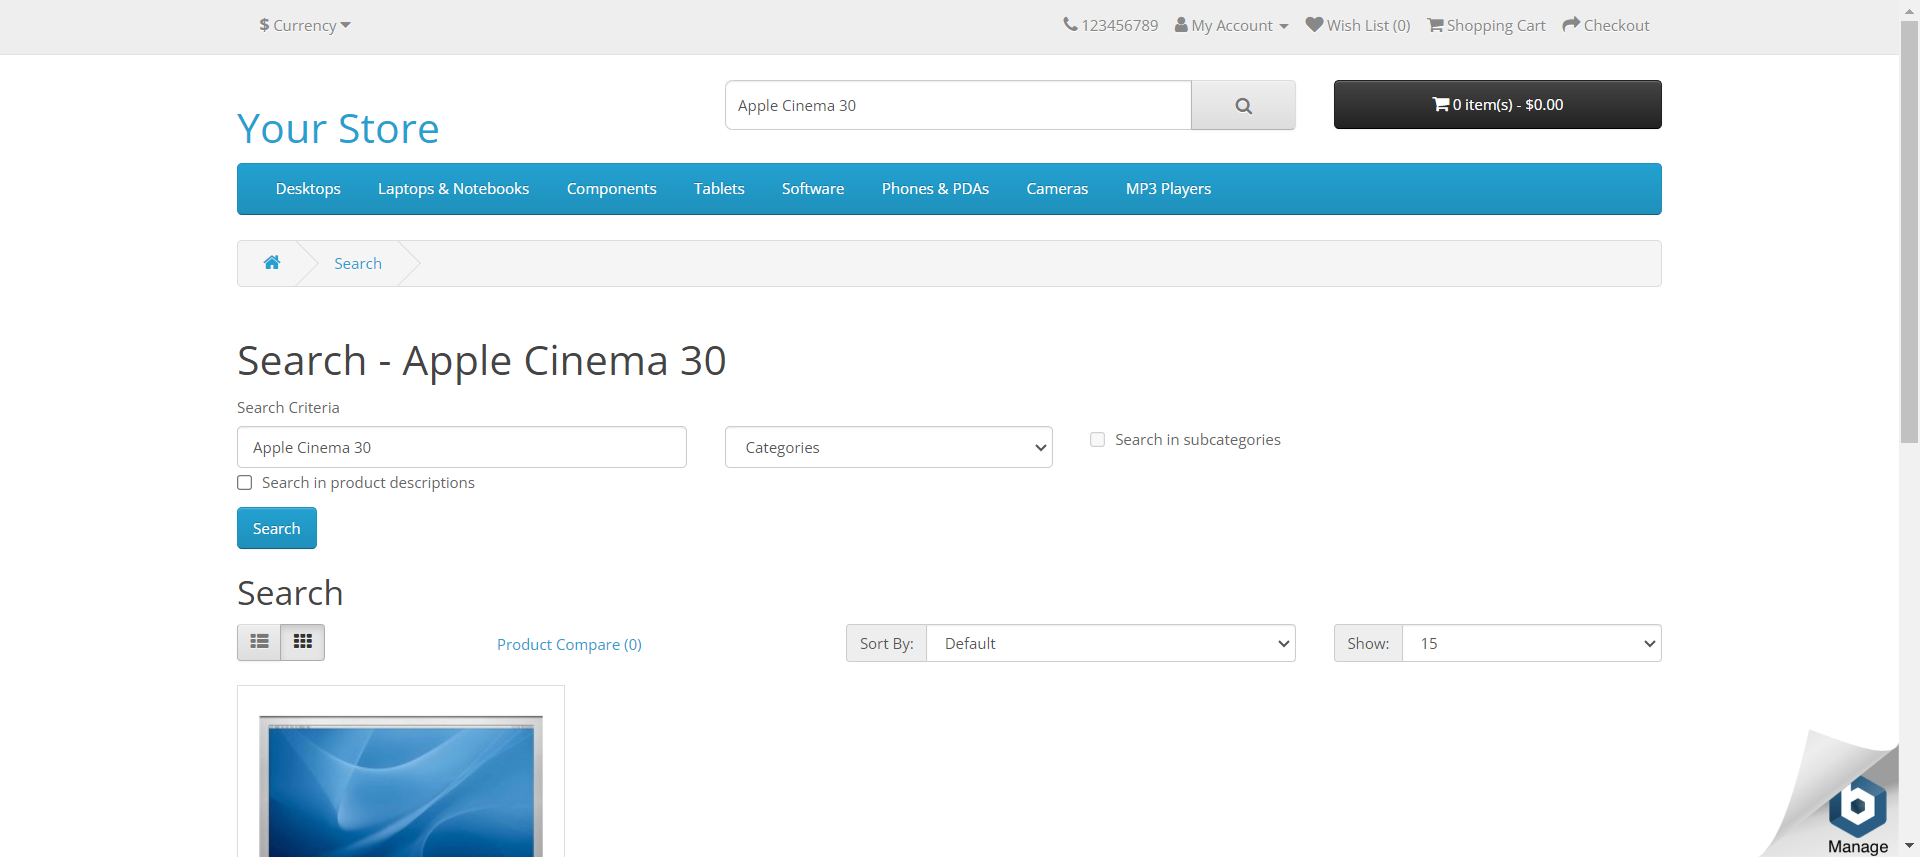 $ Currency
123456789 My Account Wish List (0) Shopping Cart Checkout
Your Store
Apple Cinema 30
0 item(s) - $0.00
Desktops Laptops & Notebooks Components Tablets Software Phones & PDAs Cameras MP3 Players
Search
Search - Apple Cinema 30
Search Criteria
Apple Cinema 30 Categories Search in subcategories
Search in product descriptions
Search
Search
Product Compare (0) Sort By: Default Show: 15
Manage